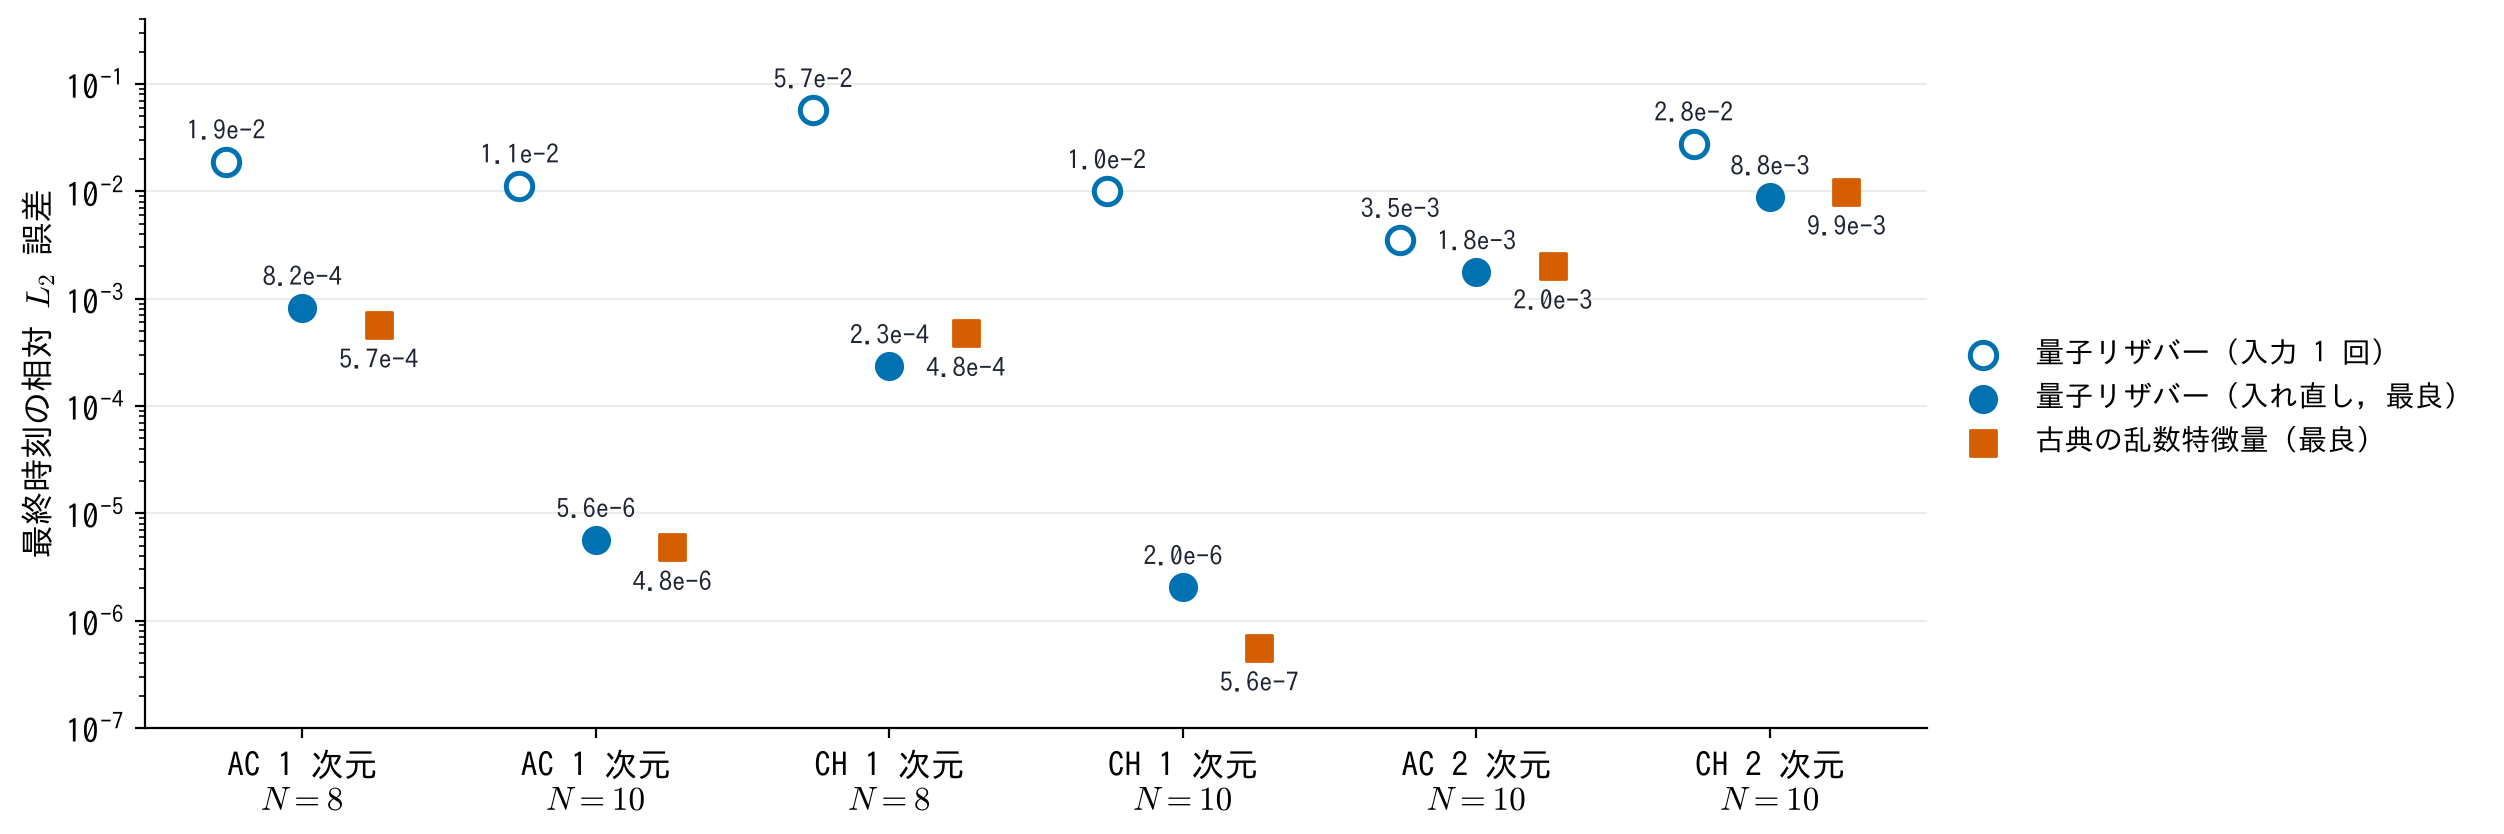 最終時刻の相対 L₂ 誤差
10⁻¹
10⁻²
10⁻³
10⁻⁴
10⁻⁵
10⁻⁶
10⁻⁷
1.9e−2
8.2e−4
5.7e−4
1.1e−2
5.6e−6
4.8e−6
5.7e−2
2.3e−4
4.8e−4
1.0e−2
2.0e−6
5.6e−7
3.5e−3
1.8e−3
2.0e−3
2.8e−2
8.8e−3
9.9e−3
AC 1 次元
N = 8
AC 1 次元
N = 10
CH 1 次元
N = 8
CH 1 次元
N = 10
AC 2 次元
N = 10
CH 2 次元
N = 10
量子リザバー (入力 1 回)
量子リザバー (入れ直し, 最良)
古典の乱数特徴量 (最良)